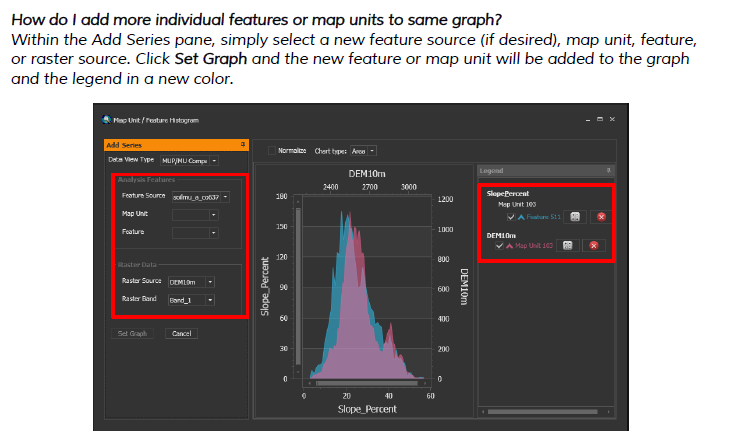 How do I add more individual features or map units to same graph?
Within the Add Series pane, simply select a new feature source (if desired), map unit, feature,
or raster source. Click Set Graph and the new feature or map unit will be added to the graph
and the legend in a new color.
Map Unit / Feature Histogram
Add Series
Data View Type MUP/MU Compa
Analysis Features
Feature Source soilmu_a_co637
Map Unit
Feature
Raster Data
Raster Source DEM10m
Raster Band Band_1
Set Graph Cancel
Normalize Chart type: Area
DEM10m
2400 2700 3000
180
150
120
90
60
30
0
Slope_Percent
1200
1000
800
600
400
200
0
DEM10m
0 20 40 60
Slope_Percent
Legend
SlopePercent
Map Unit 103
Feature 511
DEM10m
Map Unit 103